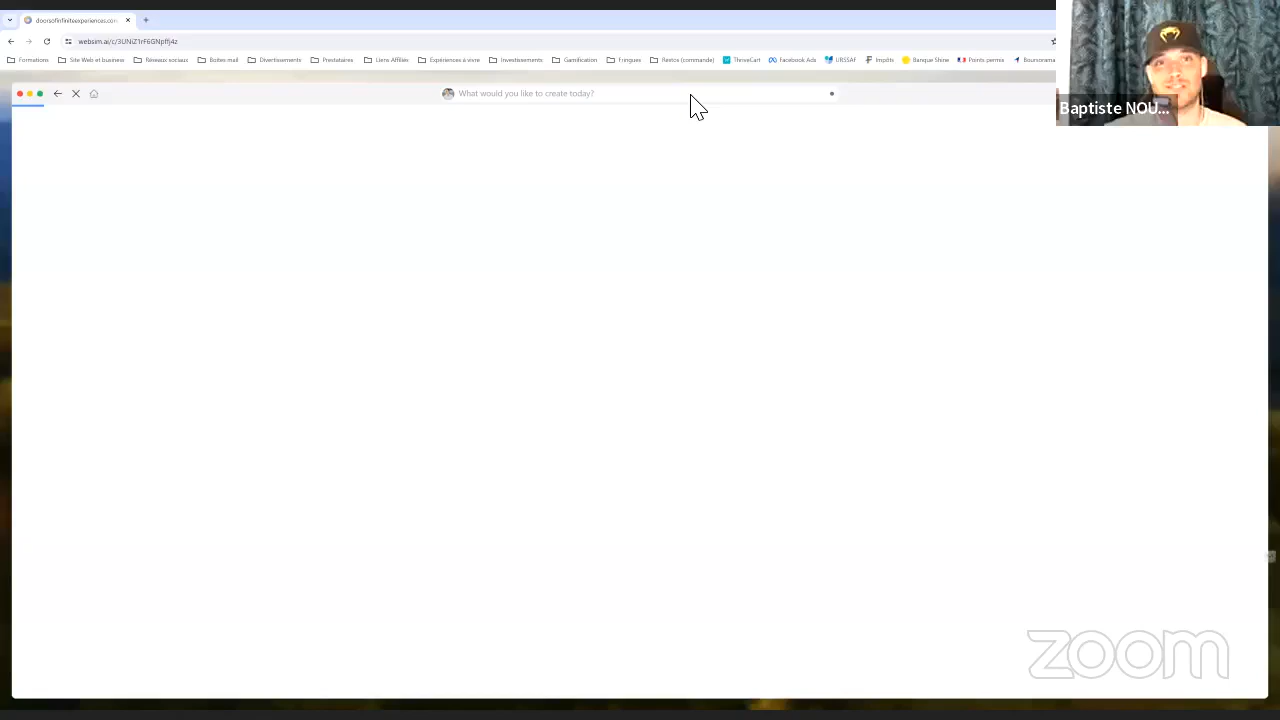 doorsofinfiniteexperiences.com
websim.ai/c/3UNiZ1rF6GNpffj4z
Formations Site Web et business Réseaux sociaux Boites mail Divertissements Prestataires Liens Affiliés Expériences à vivre Investissements Gamification Fringues Restos (commande) ThriveCart Facebook Ads URSSAF Impôts Banque Shine Points permis Boursorama
What would you like to create today?
Baptiste NOU...
zoom